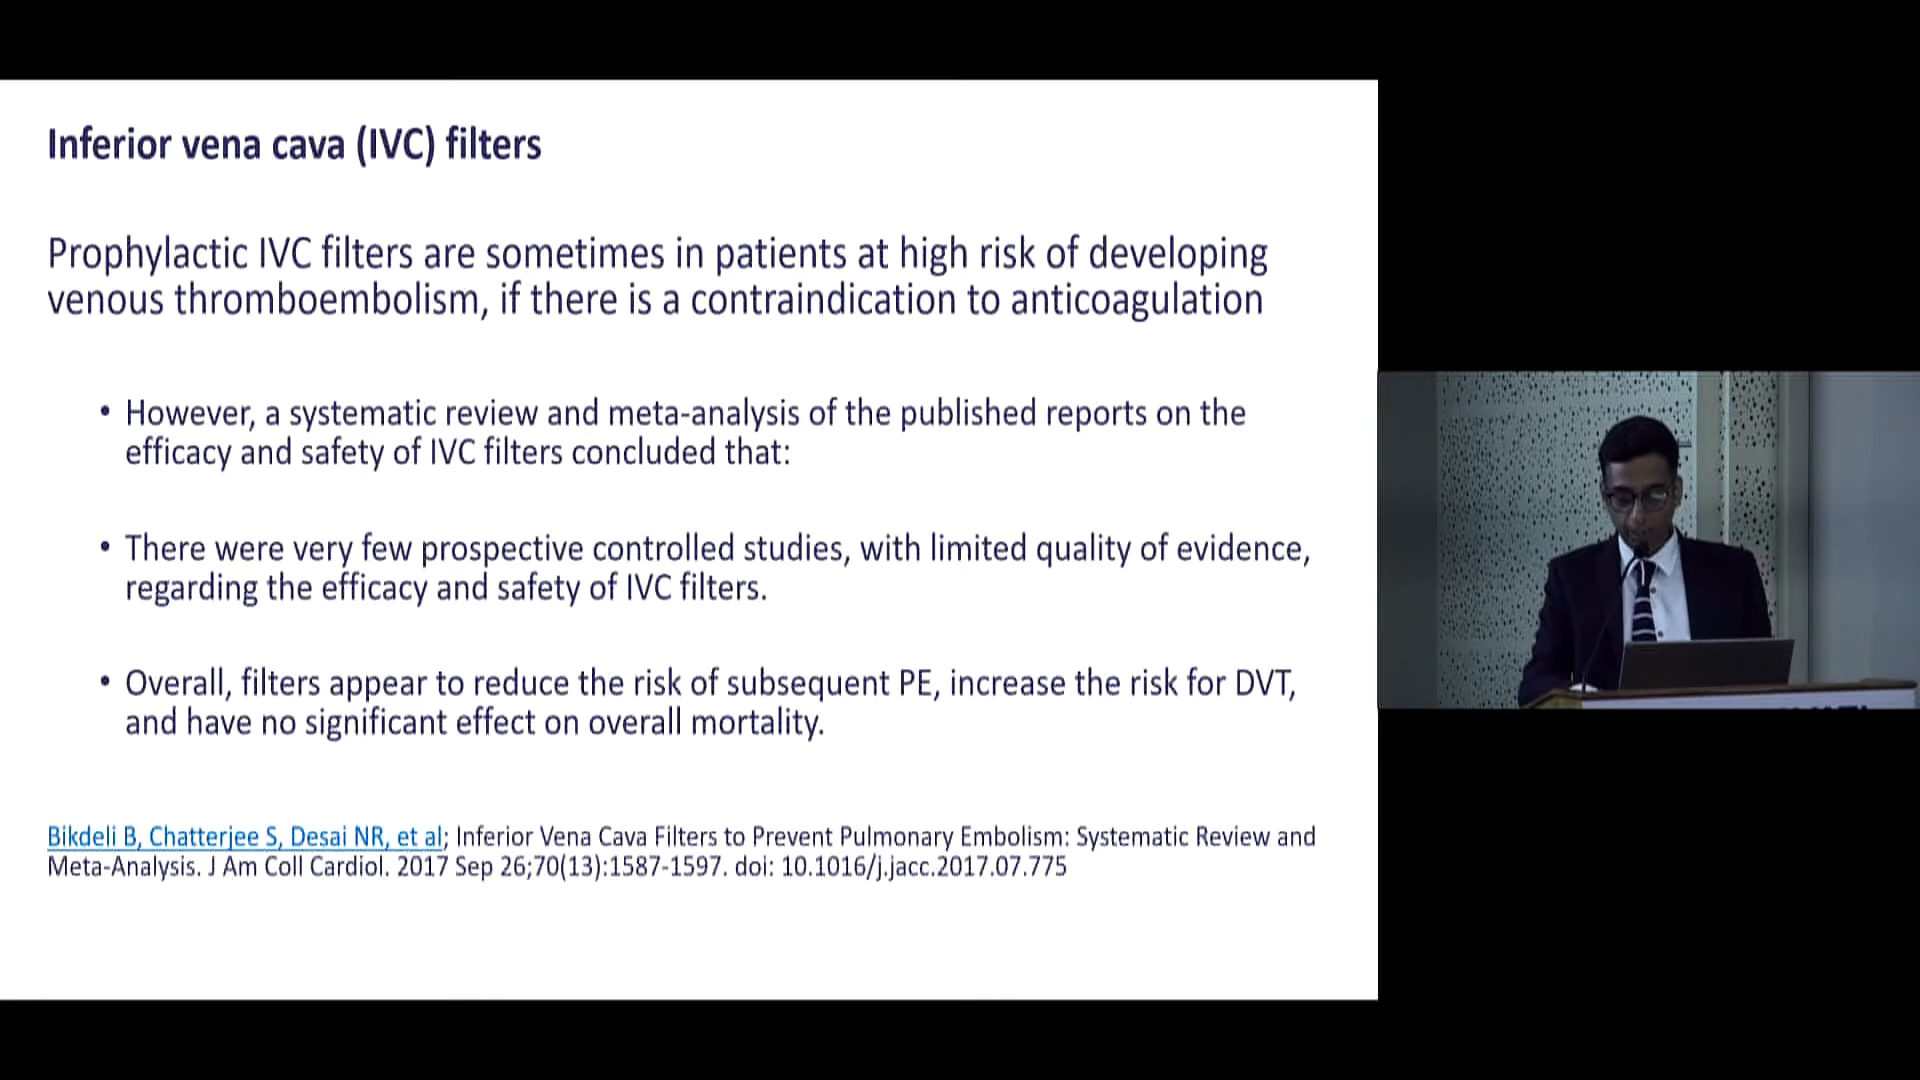 Inferior vena cava (IVC) filters
Prophylactic IVC filters are sometimes in patients at high risk of developing
venous thromboembolism, if there is a contraindication to anticoagulation
• However, a systematic review and meta-analysis of the published reports on the
efficacy and safety of IVC filters concluded that:
• There were very few prospective controlled studies, with limited quality of evidence,
regarding the efficacy and safety of IVC filters.
• Overall, filters appear to reduce the risk of subsequent PE, increase the risk for DVT,
and have no significant effect on overall mortality.
Bikdeli B, Chatterjee S, Desai NR, et al; Inferior Vena Cava Filters to Prevent Pulmonary Embolism: Systematic Review and
Meta-Analysis. J Am Coll Cardiol. 2017 Sep 26;70(13):1587-1597. doi: 10.1016/j.jacc.2017.07.775